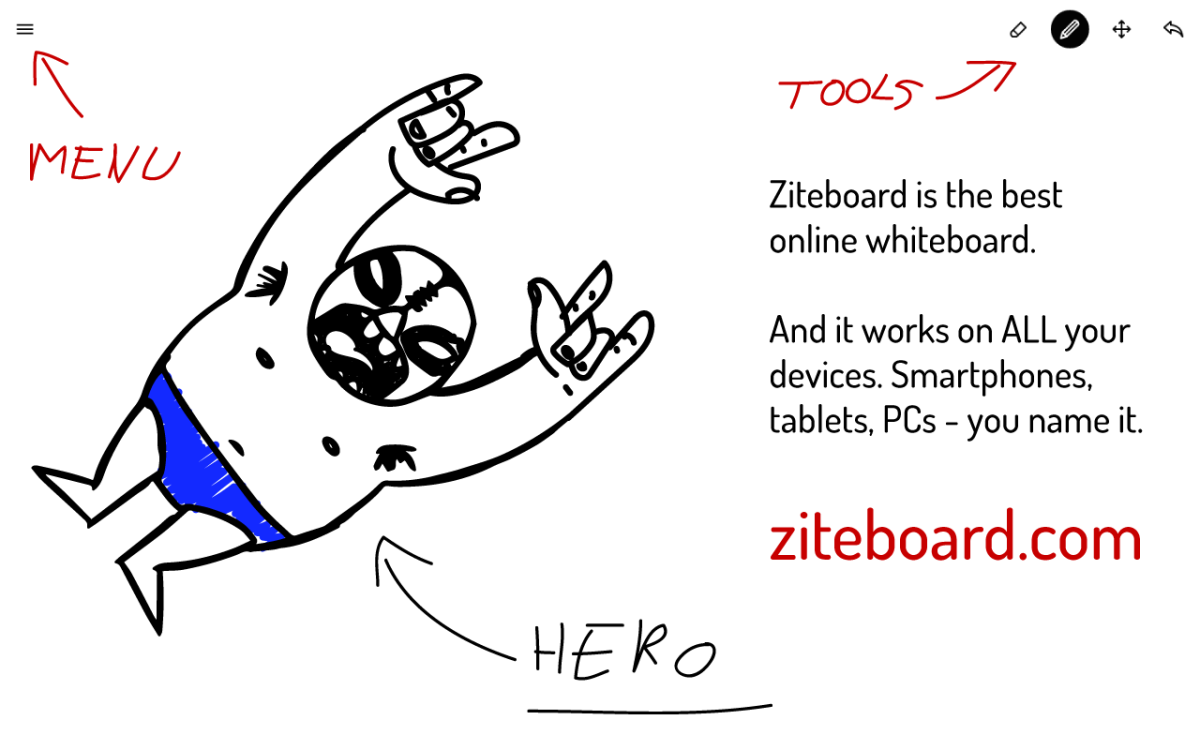 TOOLS
MENU
Ziteboard is the best
online whiteboard.
And it works on ALL your
devices. Smartphones,
tablets, PCs - you name it.
ziteboard.com
HERO